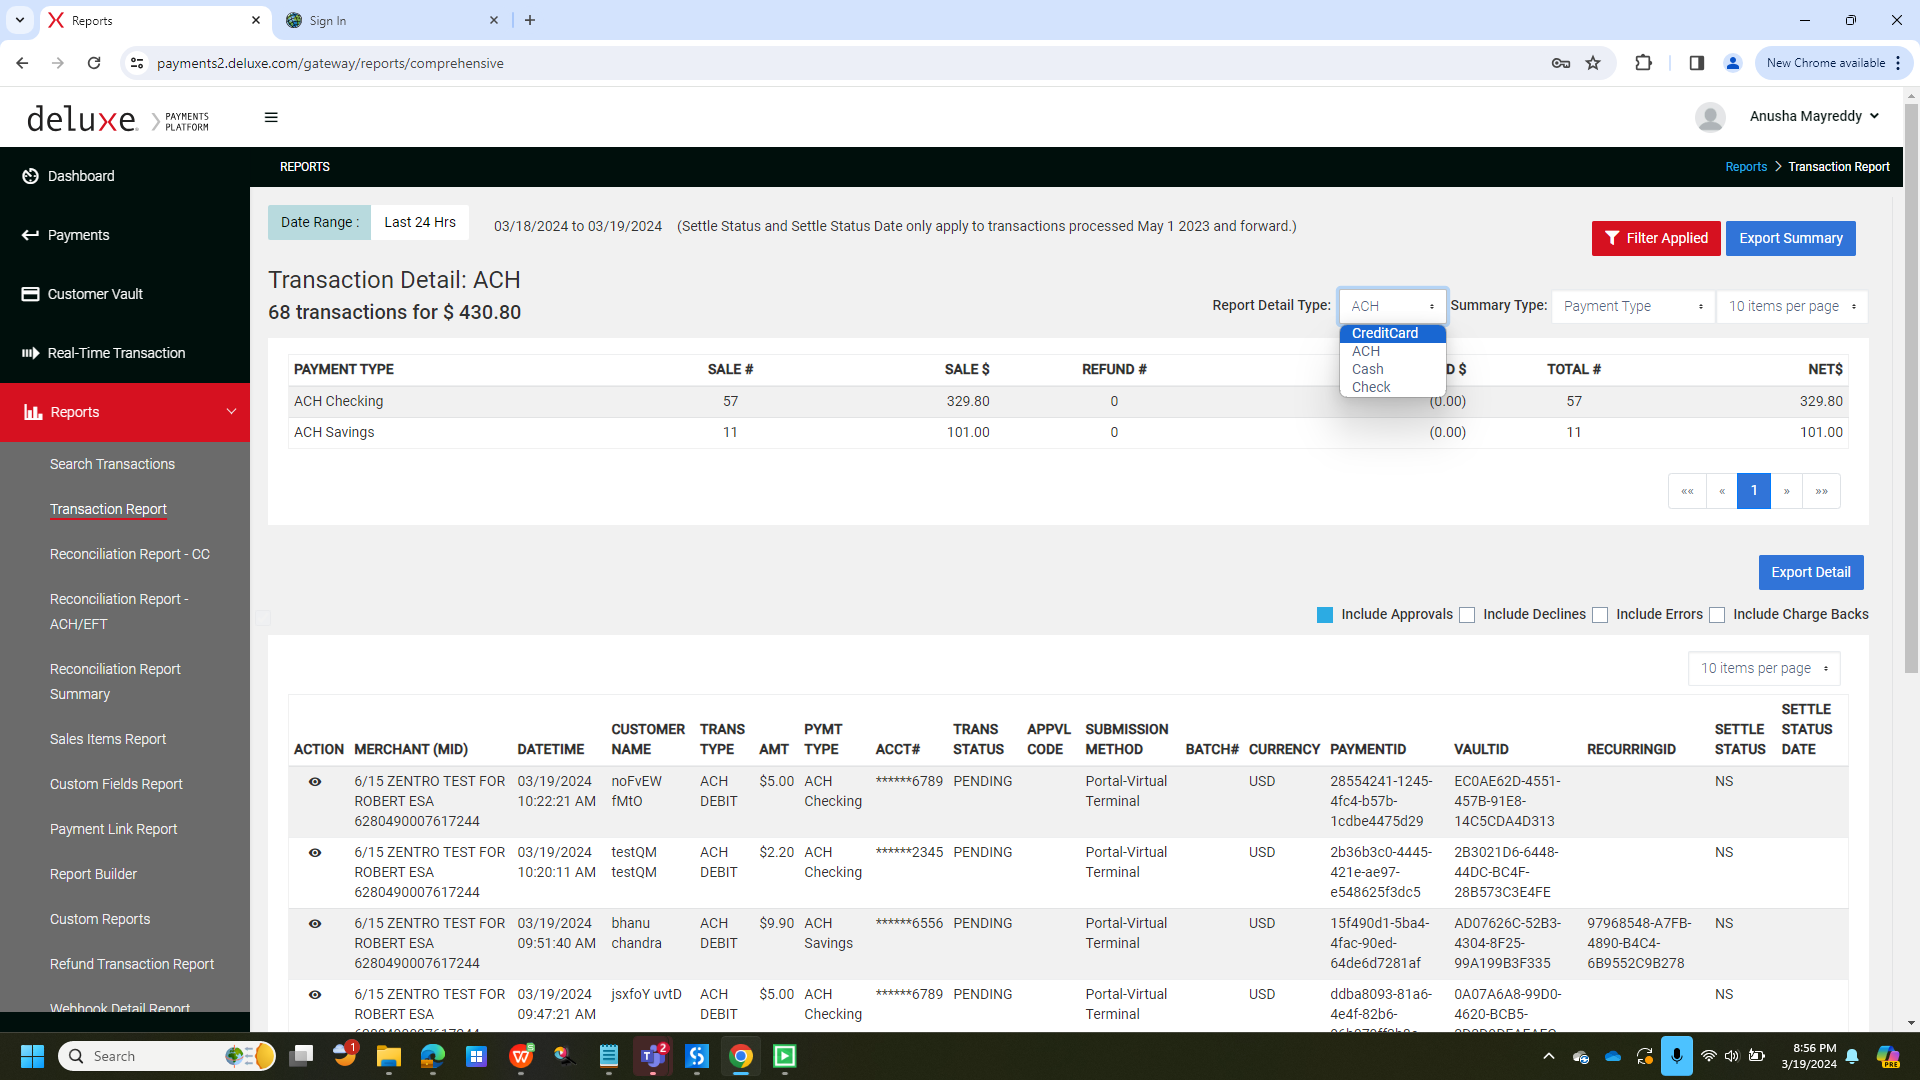 Reports
Sign In
payments2.deluxe.com/gateway/reports/comprehensive
New Chrome available
deluxe. PAYMENTS PLATFORM
Anusha Mayreddy
Dashboard
Payments
Customer Vault
Real-Time Transaction
Reports
Search Transactions
Transaction Report
Reconciliation Report - CC
Reconciliation Report -
ACH/EFT
Reconciliation Report
Summary
Sales Items Report
Custom Fields Report
Payment Link Report
Report Builder
Custom Reports
Refund Transaction Report
Webhook Detail Report
REPORTS
Reports > Transaction Report
Date Range : Last 24 Hrs 03/18/2024 to 03/19/2024 (Settle Status and Settle Status Date only apply to transactions processed May 1 2023 and forward.)
Filter Applied Export Summary
Transaction Detail: ACH
68 transactions for $ 430.80
Report Detail Type: ACH Summary Type: Payment Type 10 items per page
CreditCard
ACH
Cash
Check
PAYMENT TYPE SALE # SALE $ REFUND # D $ TOTAL # NET$
ACH Checking 57 329.80 0 (0.00) 57 329.80
ACH Savings 11 101.00 0 (0.00) 11 101.00
«« « 1 » »»
Export Detail
Include Approvals Include Declines Include Errors Include Charge Backs
10 items per page
ACTION MERCHANT (MID) DATETIME CUSTOMER NAME TRANS TYPE AMT PYMT TYPE ACCT# TRANS STATUS APPVL CODE SUBMISSION METHOD BATCH# CURRENCY PAYMENTID VAULTID RECURRINGID SETTLE STATUS SETTLE STATUS DATE
6/15 ZENTRO TEST FOR 03/19/2024 noFvEW ACH $5.00 ACH ******6789 PENDING Portal-Virtual USD 28554241-1245- EC0AE62D-4551- NS
ROBERT ESA 10:22:21 AM fMtO DEBIT Checking Terminal 4fc4-b57b- 457B-91E8-
6280490007617244 1cdbe4475d29 14C5CDA4D313
6/15 ZENTRO TEST FOR 03/19/2024 testQM ACH $2.20 ACH ******2345 PENDING Portal-Virtual USD 2b36b3c0-4445- 2B3021D6-6448- NS
ROBERT ESA 10:20:11 AM testQM DEBIT Checking Terminal 421e-ae97- 44DC-BC4F-
6280490007617244 e548625f3dc5 28B573C3E4FE
6/15 ZENTRO TEST FOR 03/19/2024 bhanu ACH $9.90 ACH ******6556 PENDING Portal-Virtual USD 15f490d1-5ba4- AD07626C-52B3- 97968548-A7FB- NS
ROBERT ESA 09:51:40 AM chandra DEBIT Savings Terminal 4fac-90ed- 4304-8F25- 4890-B4C4-
6280490007617244 64de6d7281af 99A199B3F335 6B9552C9B278
6/15 ZENTRO TEST FOR 03/19/2024 jsxfoY uvtD ACH $5.00 ACH ******6789 PENDING Portal-Virtual USD ddba8093-81a6- 0A07A6A8-99D0- NS
ROBERT ESA 09:47:21 AM DEBIT Checking Terminal 4e4f-82b6- 4620-BCB5-
Search
8:56 PM
3/19/2024